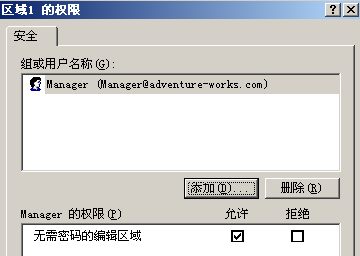 区域1 的权限
安全
组或用户名称(G):
Manager (Manager@adventure-works.com)
添加(D)... 删除(R)
Manager 的权限(P) 允许 拒绝
无需密码的编辑区域